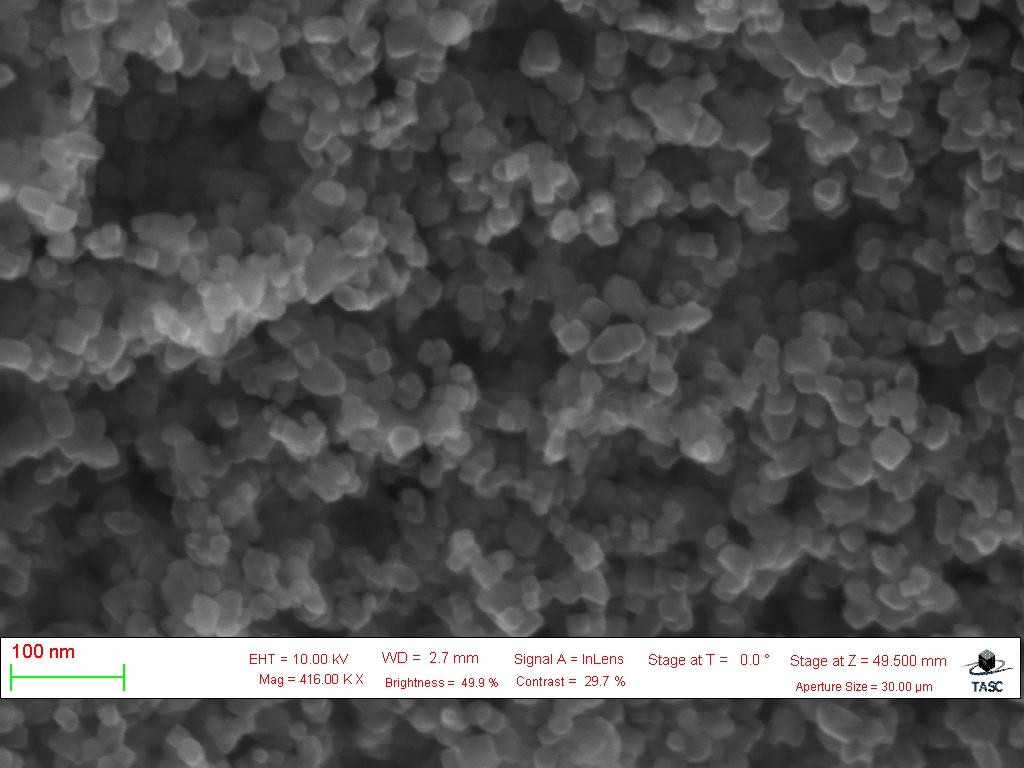 100 nm
EHT = 10.00 kV WD = 2.7 mm Signal A = InLens Stage at T = 0.0 ° Stage at Z = 49.500 mm
Mag = 416.00 K X Brightness = 49.9 % Contrast = 29.7 % Aperture Size = 30.00 µm
TASC